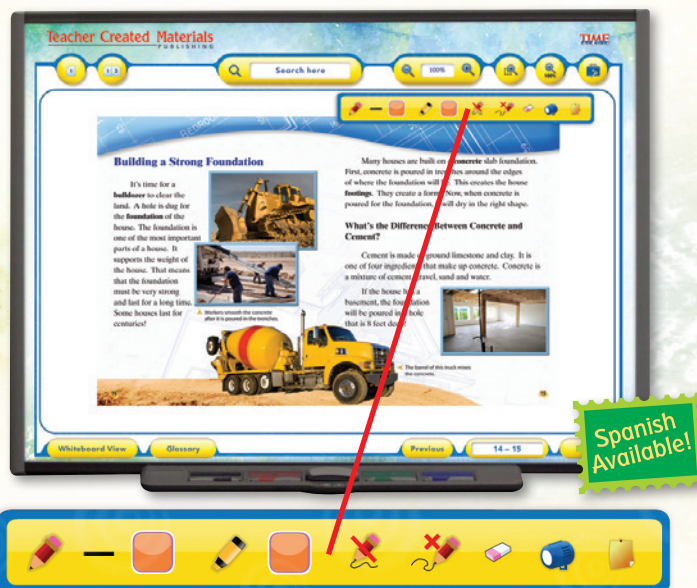 Teacher Created Materials
PUBLISHING
TIME
FOR KIDS
1
1 2
Search here
100%
100%
Building a Strong Foundation
It's time for a
bulldozer to clear the
land. A hole is dug for
the foundation of the
house. The foundation is
one of the most important
parts of a house. It
supports the weight of
the house. That means
that the foundation
must be very strong
and last for a long time.
Some houses last for
centuries!
Workers smooth the concrete
after it is poured in the trenches.
Many houses are built on a concrete slab foundation.
First, concrete is poured in trenches around the edges
of where the foundation will be. This creates the house
footings. They create a form. Now, when concrete is
poured for the foundation, it will dry in the right shape.
What's the Difference Between Concrete and
Cement?
Cement is made of ground limestone and clay. It is
one of four ingredients that make up concrete. Concrete is
a mixture of cement, gravel, sand and water.
If the house has a
basement, the foundation
will be poured in a hole
that is 8 feet deep!
The barrel of this truck mixes
the concrete.
15
Whiteboard View
Glossary
Previous
14 – 15
Spanish
Available!